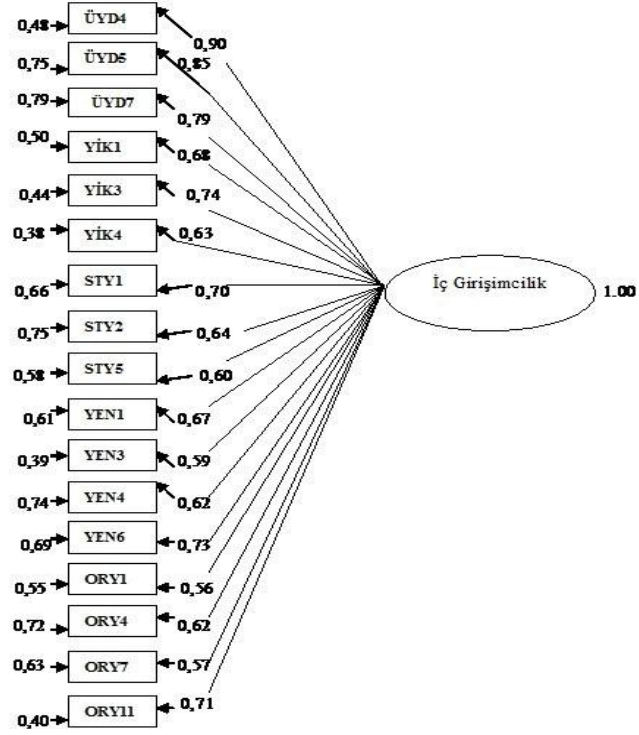 0,48 ÜYD4 0,90
0,75 ÜYD5 0,85
0,79 ÜYD7 0,79
0,50 YİK1 0,68
0,44 YİK3 0,74
0,38 YİK4 0,63
0,66 STY1 0,70
0,75 STY2 0,64
0,58 STY5 0,60
0,61 YEN1 0,67
0,39 YEN3 0,59
0,74 YEN4 0,62
0,69 YEN6 0,73
0,55 ORY1 0,56
0,72 ORY4 0,62
0,63 ORY7 0,57
0,40 ORY11 0,71
İç Girişimcilik 1.00